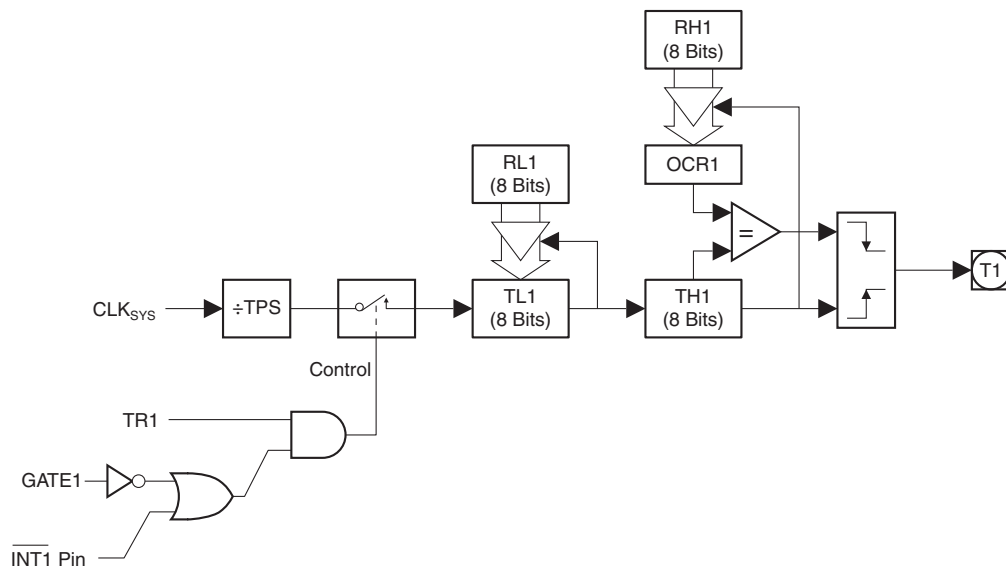 RH1
(8 Bits)
RL1
(8 Bits)
OCR1
=
T1
CLKSYS
÷TPS
TL1
(8 Bits)
TH1
(8 Bits)
Control
TR1
GATE1
INT1 Pin